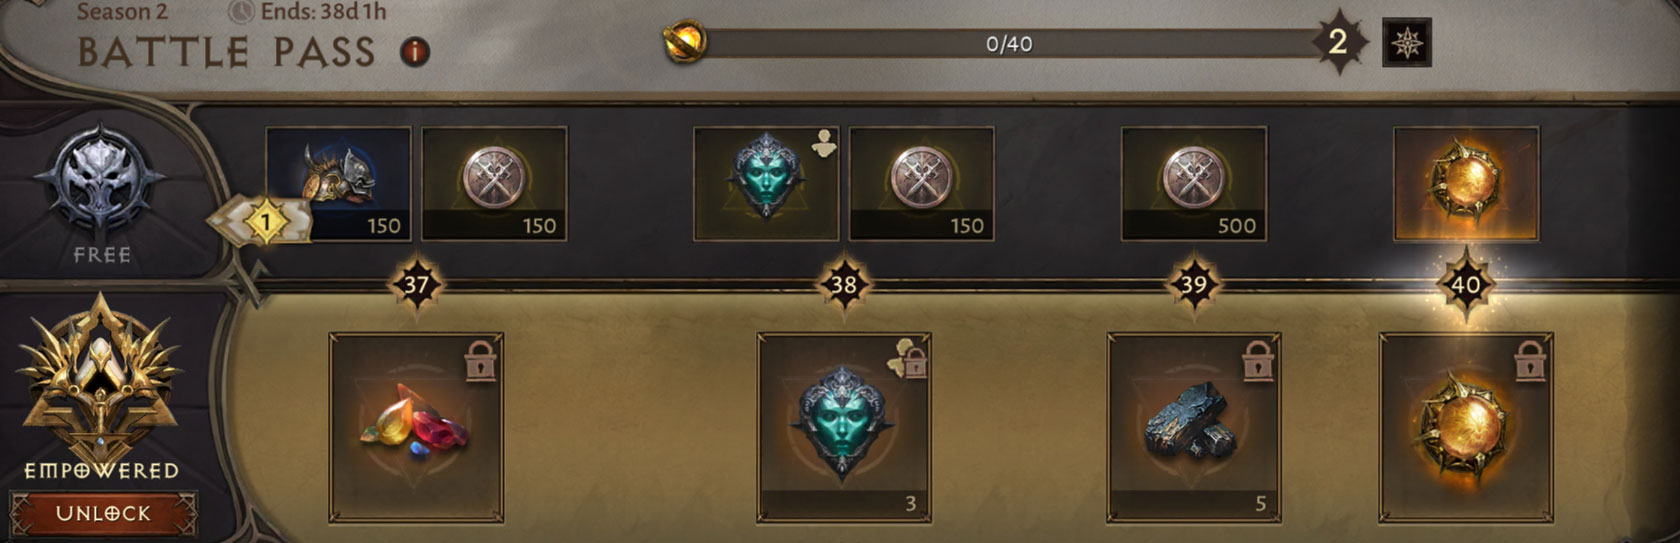 Season 2 Ends: 38d 1h
BATTLE PASS i
0/40 2
FREE
1
150 150 150 500
37 38 39 40
EMPOWERED
3 5
UNLOCK